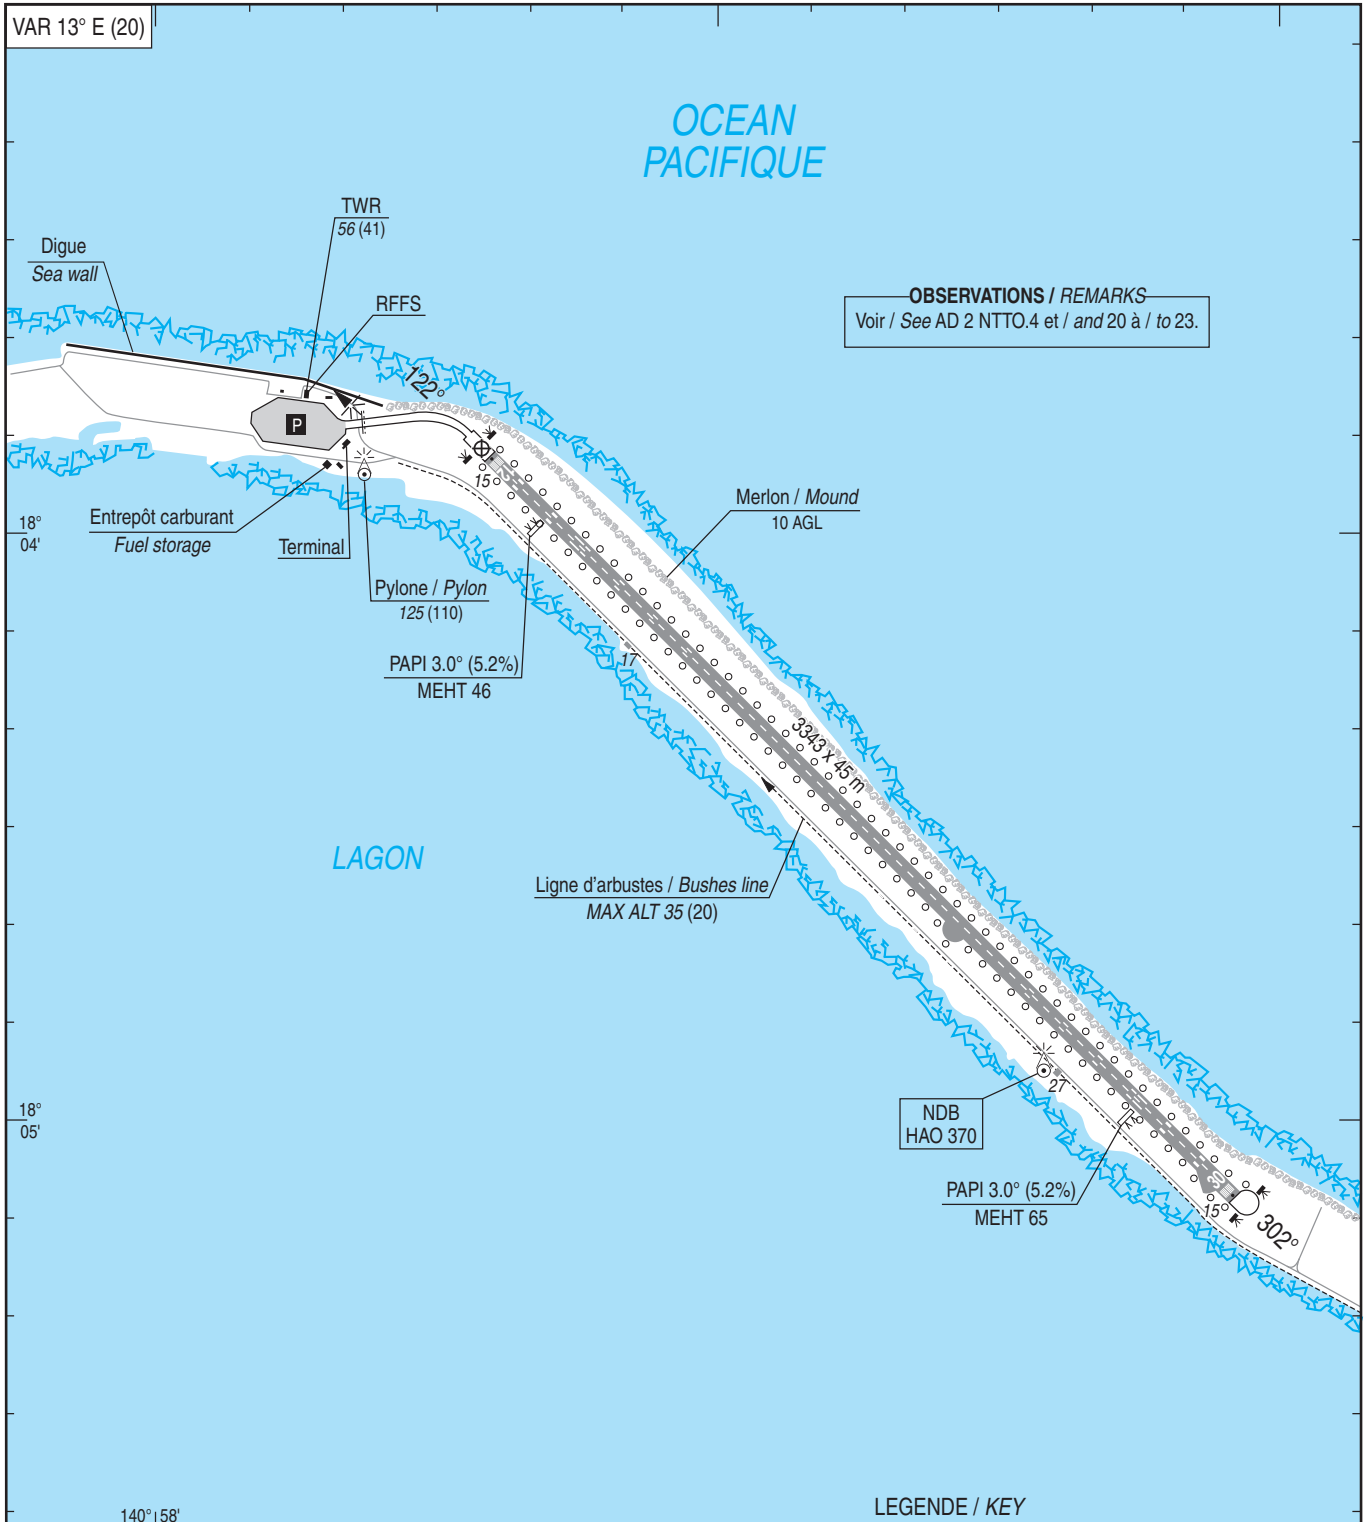 VAR 13° E (20)
OCEAN
PACIFIQUE
TWR
56 (41)
Digue
Sea wall
RFFS
OBSERVATIONS / REMARKS
Voir / See AD 2 NTTO.4 et / and 20 à / to 23.
122°
P
12
15
Merlon / Mound
10 AGL
Entrepôt carburant
Fuel storage
18°
04'
Terminal
Pylone / Pylon
125 (110)
17
PAPI 3.0° (5.2%)
MEHT 46
3343 x 45 m
LAGON
Ligne d'arbustes / Bushes line
MAX ALT 35 (20)
27
NDB
HAO 370
18°
05'
PAPI 3.0° (5.2%)
MEHT 65
30
15
302°
LEGENDE / KEY
140° 58'